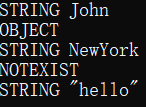 STRING John
OBJECT
STRING NewYork
NOTEXIST
STRING "hello"